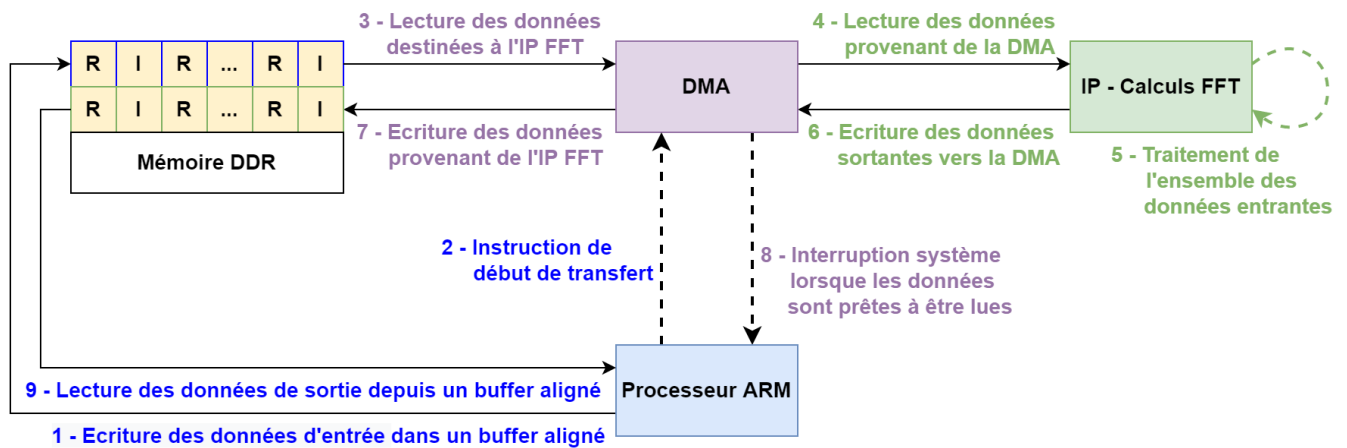 3 - Lecture des données
destinées à l'IP FFT
4 - Lecture des données
provenant de la DMA
R I R ... R I
R I R ... R I
Mémoire DDR
DMA
IP - Calculs FFT
7 - Ecriture des données
provenant de l'IP FFT
6 - Ecriture des données
sortantes vers la DMA
5 - Traitement de
l'ensemble des
données entrantes
2 - Instruction de
début de transfert
8 - Interruption système
lorsque les données
sont prêtes à être lues
Processeur ARM
9 - Lecture des données de sortie depuis un buffer aligné
1 - Ecriture des données d'entrée dans un buffer aligné